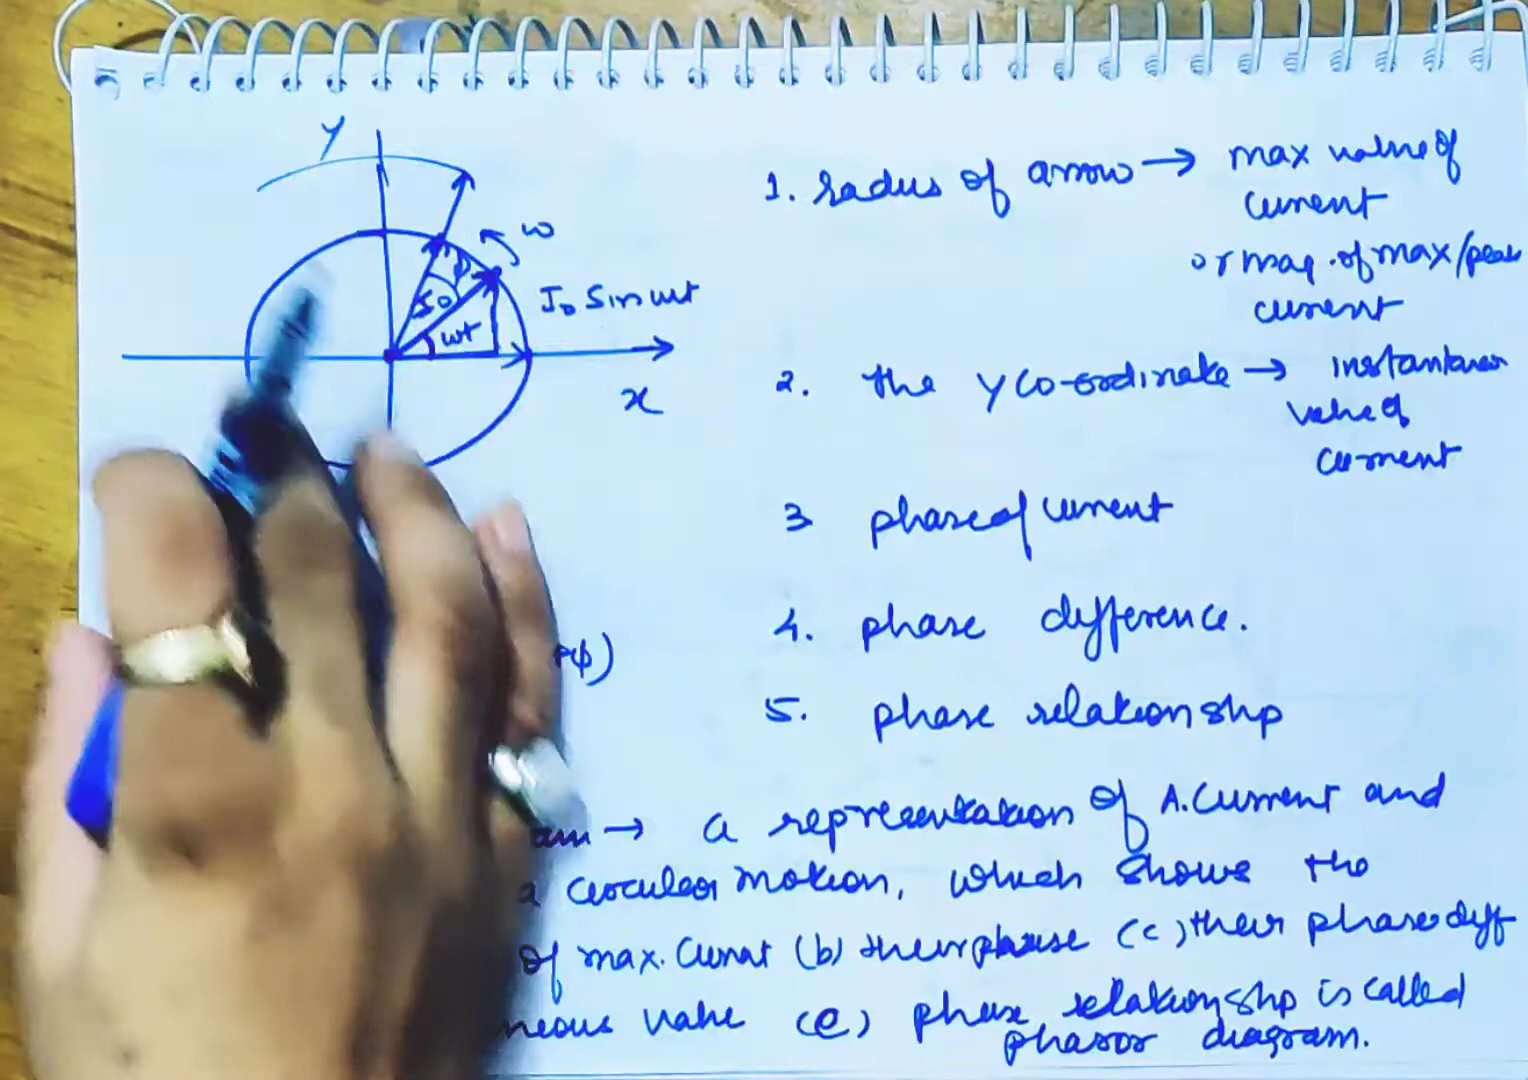 y
ω
φ
I₀ Sin ωt
ωt
x
1. radius of arrow → max value of
current
or mag. of max/peak
current
2. the y co-ordinate → instantaneous
value of
current
3 phase of current
4. phase difference.
5. phase relationship
+φ)
am → a representation of A.Current and
a circular motion, which shows the
of max. Current (b) their phase (c) their phase diff
neous value (e) phase relationship is called
phasor diagram.